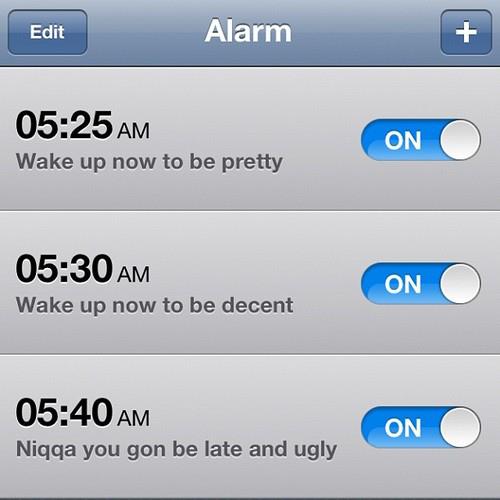 Edit
Alarm
+
05:25 AM
ON
Wake up now to be pretty
05:30 AM
ON
Wake up now to be decent
05:40 AM
ON
Niqqa you gon be late and ugly